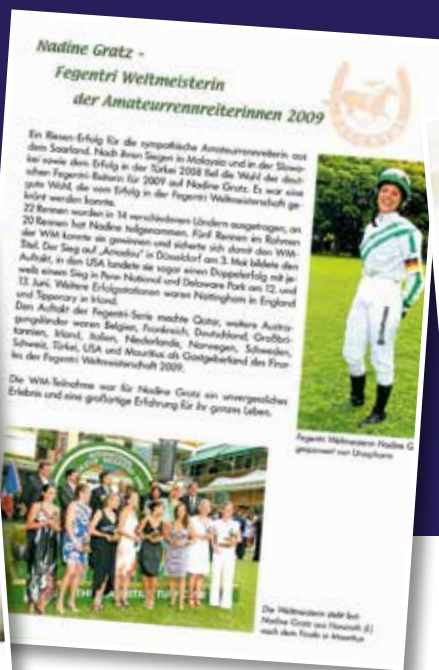 Nadine Gratz -
Fegentri Weltmeisterin
der Amateurrennreiterinnen 2009
Ein Riesen-Erfolg für die sympathische Amateurrennreiterin aus
dem Saarland. Nach ihren Siegen in Malaysia und in der Slowa-
kei sowie dem Erfolg in der Türkei 2008 fiel die Wahl der deut-
schen Fegentri-Reiterin für 2009 auf Nadine Gratz. Es war eine
gute Wahl, die vom Erfolg in der Fegentri Weltmeisterschaft ge-
krönt werden konnte.
22 Rennen wurden in 14 verschiedenen Ländern ausgetragen, an
20 Rennen hat Nadine teilgenommen. Fünf Rennen im Rahmen
der WM konnte sie gewinnen und sicherte sich damit den WM-
Titel. Der Sieg auf „Amadou" in Düsseldorf am 3. Mai bildete den
Auftakt, in den USA landete sie sogar einen Doppelerfolg mit je-
weils einem Sieg in Penn National und Delaware Park am 12. und
13. Juni. Weitere Erfolgsstationen waren Nottingham in England
und Tipperary in Irland.
Den Auftakt der Fegentri-Serie machte Qatar, weitere Austra-
gungsländer waren Belgien, Frankreich, Deutschland, Großbri-
tannien, Irland, Italien, Niederlande, Norwegen, Schweden,
Schweiz, Türkei, USA und Mauritius als Gastgeberland des Fina-
les der Fegentri Weltmeisterschaft 2009.
Die WM-Teilnahme war für Nadine Gratz ein unvergessliches
Erlebnis und eine großartige Erfahrung für ihr ganzes Leben.
Fegentri Weltmeisterin Nadine G
gesponsert von Ursapharm
Die Weltmeisterin steht fest:
Nadine Gratz aus (li.)
nach dem Finale in Mauritius